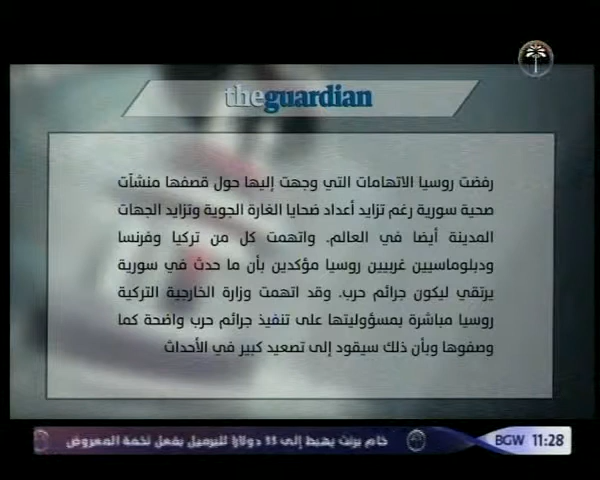 theguardian
رفضت روسيا الاتهامات التي وجهت إليها حول قصفها منشآت
صحية سورية رغم تزايد أعداد ضحايا الغارة الجوية وتزايد الجهات
المدينة أيضا في العالم. واتهمت كل من تركيا وفرنسا
ودبلوماسيين غربيين روسيا مؤكدين بأن ما حدث في سورية
يرتقي ليكون جرائم حرب. وقد اتهمت وزارة الخارجية التركية
روسيا مباشرة بمسؤوليتها على تنفيذ جرائم حرب واضحة كما
وصفوها وبأن ذلك سيقود إلى تصعيد كبير في الأحداث
خام برنت يهبط إلى 33 دولارا للبرميل بفعل تخمة المعروض
BGW 11:28